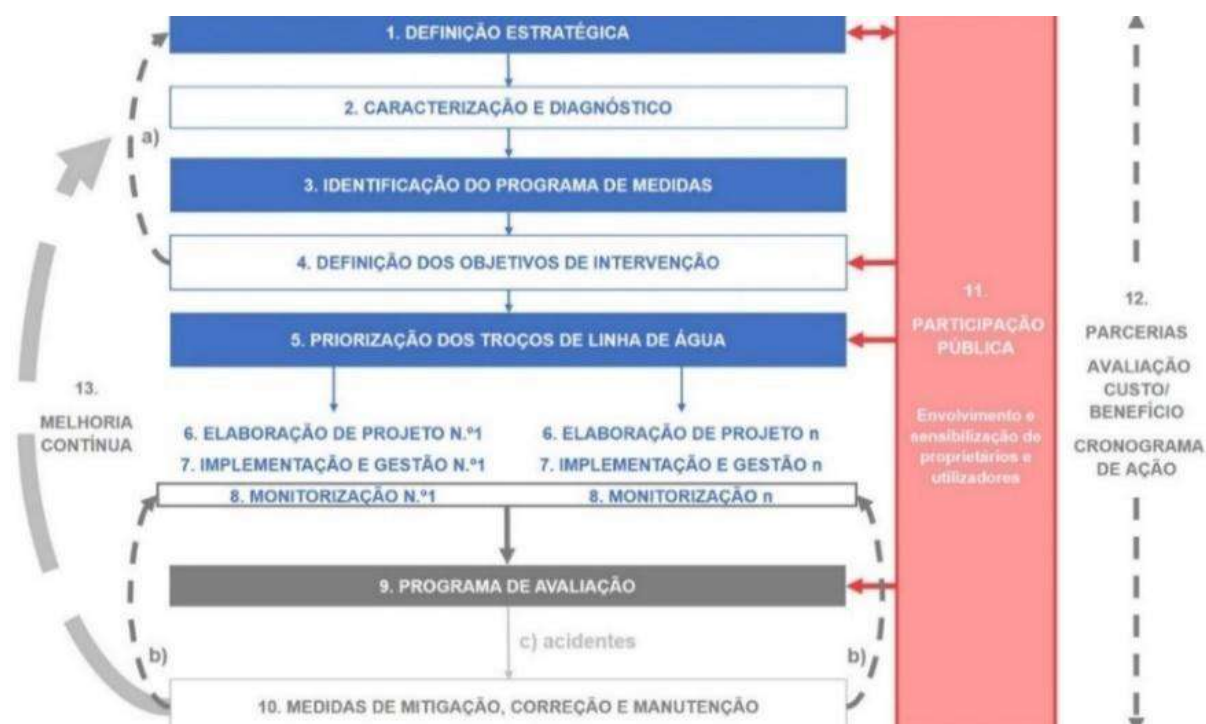 1. DEFINIÇÃO ESTRATÉGICA
2. CARACTERIZAÇÃO E DIAGNÓSTICO
a)
3. IDENTIFICAÇÃO DO PROGRAMA DE MEDIDAS
4. DEFINIÇÃO DOS OBJETIVOS DE INTERVENÇÃO
5. PRIORIZAÇÃO DOS TROÇOS DE LINHA DE ÁGUA
6. ELABORAÇÃO DE PROJETO N.º1
7. IMPLEMENTAÇÃO E GESTÃO N.º1
8. MONITORIZAÇÃO N.º1
6. ELABORAÇÃO DE PROJETO n
7. IMPLEMENTAÇÃO E GESTÃO n
8. MONITORIZAÇÃO n
9. PROGRAMA DE AVALIAÇÃO
c) acidentes
b)
b)
10. MEDIDAS DE MITIGAÇÃO, CORREÇÃO E MANUTENÇÃO
11.
PARTICIPAÇÃO
PÚBLICA
Envolvimento e
sensibilização de
proprietários e
utilizadores
12.
PARCERIAS
AVALIAÇÃO
CUSTO/
BENEFÍCIO
CRONOGRAMA
DE AÇÃO
13.
MELHORIA
CONTÍNUA